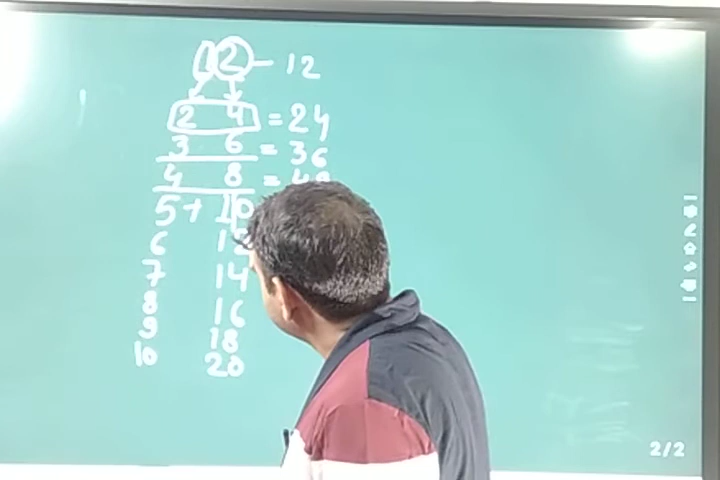 12 - 12
2 4 = 24
3 6 = 36
4 8 =
5 + 10
6
7 14
8 16
9 18
10 20
2/2